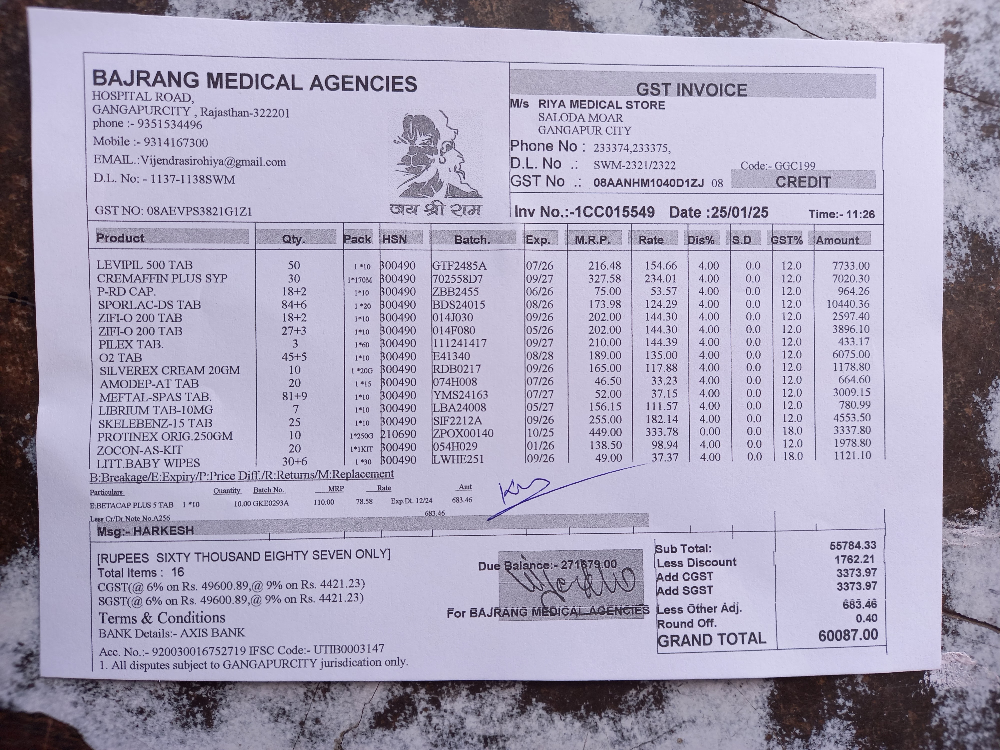 BAJRANG MEDICAL AGENCIES
HOSPITAL ROAD,
GANGAPURCITY , Rajasthan-322201
phone :- 9351534496
Mobile :- 9314167300
EMAIL.:Vijendrasirohiya@gmail.com
D.L. No: - 1137-1138SWM
GST NO: 08AEVPS3821G1Z1
जय श्री राम
GST INVOICE
M/s RIYA MEDICAL STORE
SALODA MOAR
GANGAPUR CITY
Phone No : 233374,233375,
D.L. No .: SWM-2321/2322 Code:- GGC199
GST No .: 08AANHM1040D1ZJ 08 CREDIT
Inv No.:-1CC015549 Date :25/01/25 Time:- 11:26
Product Qty. Pack HSN Batch. Exp. M.R.P. Rate Dis% S.D GST% Amount
LEVIPIL 500 TAB 50 1*10 300490 GTF2485A 07/26 216.48 154.66 4.00 0.0 12.0 7733.00
CREMAFFIN PLUS SYP 30 1*170M 300490 702558D7 09/27 327.58 234.01 4.00 0.0 12.0 7020.30
P-RD CAP. 18+2 1*10 300490 ZBB2455 06/26 75.00 53.57 4.00 0.0 12.0 964.26
SPORLAC-DS TAB 84+6 1*20 300490 BDS24015 08/26 173.98 124.29 4.00 0.0 12.0 10440.36
ZIFI-O 200 TAB 18+2 1*10 300490 014J030 09/26 202.00 144.30 4.00 0.0 12.0 2597.40
ZIFI-O 200 TAB 27+3 1*10 300490 014F080 05/26 202.00 144.30 4.00 0.0 12.0 3896.10
PILEX TAB. 3 1*60 300490 111241417 09/27 210.00 144.39 4.00 0.0 12.0 433.17
O2 TAB 45+5 1*10 300490 E41340 08/28 189.00 135.00 4.00 0.0 12.0 6075.00
SILVEREX CREAM 20GM 10 1*20G 300490 RDB0217 09/26 165.00 117.88 4.00 0.0 12.0 1178.80
AMODEP-AT TAB 20 1*15 300490 074H008 07/26 46.50 33.23 4.00 0.0 12.0 664.60
MEFTAL-SPAS TAB. 81+9 1*10 300490 YMS24163 07/27 52.00 37.15 4.00 0.0 12.0 3009.15
LIBRIUM TAB-10MG 7 1*10 300490 LBA24008 05/27 156.15 111.57 4.00 0.0 12.0 780.99
SKELEBENZ-15 TAB 25 1*10 300490 SIF2212A 09/26 255.00 182.14 4.00 0.0 12.0 4553.50
PROTINEX ORIG.250GM 10 1*250G 210690 ZPOX00140 10/25 449.00 333.78 0.00 0.0 18.0 3337.80
ZOCON-AS-KIT 20 1*1KIT 300490 054H029 01/26 138.50 98.94 4.00 0.0 12.0 1978.80
LITT.BABY WIPES 30+6 1*30 300490 LWHE251 09/26 49.00 37.37 4.00 0.0 18.0 1121.10
B:Breakage/E:Expiry/P:Price Diff./R:Returns/M:Replacement
Particulars Quantity Batch No. MRP Rate Amt
E:BETACAP PLUS 5 TAB 1*10 10.00 GKE0293A 110.00 78.58 Exp Dt. 12/24 683.46
683.46
Less Cr/Dr Note No.A256
Msg:- HARKESH
[RUPEES SIXTY THOUSAND EIGHTY SEVEN ONLY]
Total Items : 16
CGST(@ 6% on Rs. 49600.89,@ 9% on Rs. 4421.23)
SGST(@ 6% on Rs. 49600.89,@ 9% on Rs. 4421.23)
Terms & Conditions
BANK Details:- AXIS BANK
Acc. No.:- 920030016752719 IFSC Code:- UTIB0003147
1. All disputes subject to GANGAPURCITY jurisdication only.
Due Balance:- 271679.00
For BAJRANG MEDICAL AGENCIES
Sub Total: 55784.33
Less Discount 1762.21
Add CGST 3373.97
Add SGST 3373.97
Less Other Adj. 683.46
Round Off. 0.40
GRAND TOTAL 60087.00